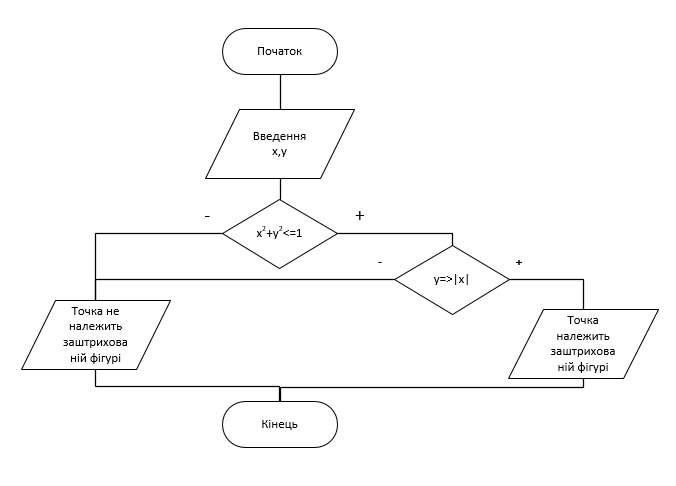 Початок
Введення
x,y
–
+
x²+y²<=1
-
+
y=>|x|
Точка не
належить
заштрихова
ній фігурі
Точка
належить
заштрихова
ній фігурі
Кінець